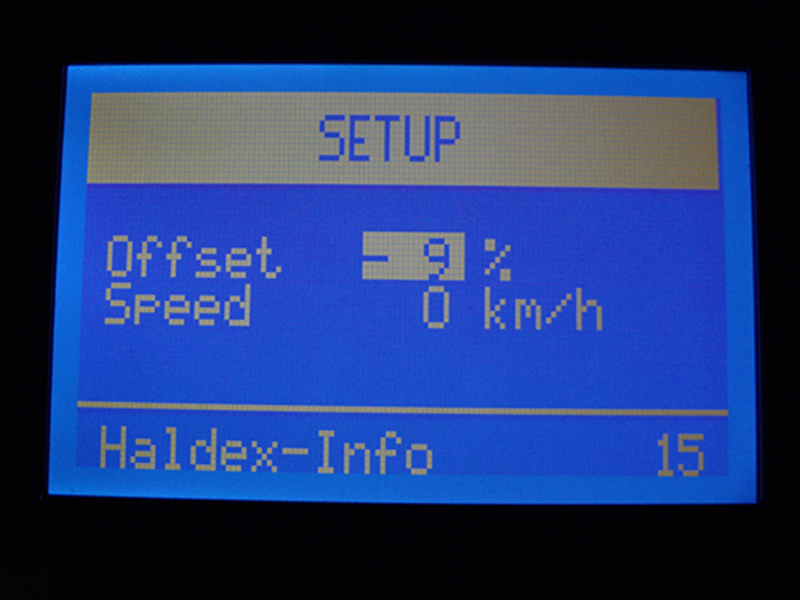 SETUP
Offset - 9 %
Speed 0 km/h
Haldex-Info 15